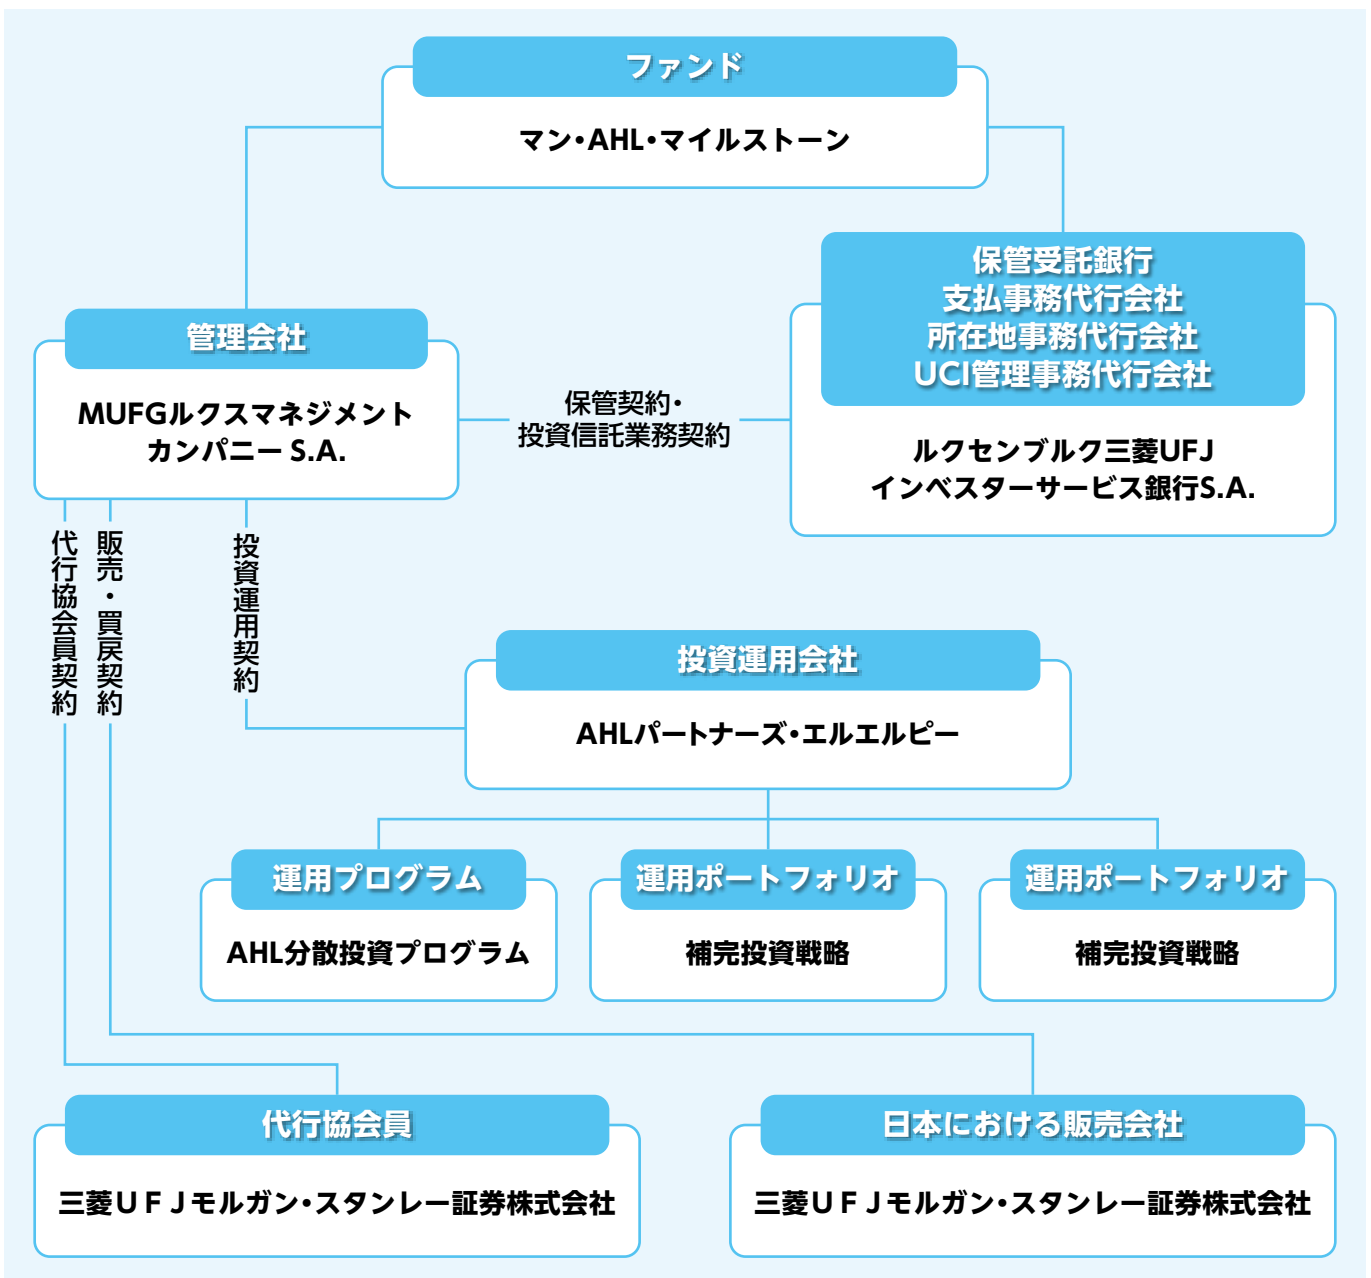 ファンド
マン・AHL・マイルストーン
保管受託銀行
支払事務代行会社
所在地事務代行会社
UCI管理事務代行会社
ルクセンブルク三菱UFJ
インベスターサービス銀行S.A.
管理会社
MUFGルクスマネジメント
カンパニー S.A.
保管契約・
投資信託業務契約
代行協会員契約
販売・買戻契約
投資運用契約
投資運用会社
AHLパートナーズ・エルエルピー
運用プログラム
AHL分散投資プログラム
運用ポートフォリオ
補完投資戦略
運用ポートフォリオ
補完投資戦略
代行協会員
三菱ＵＦＪモルガン・スタンレー証券株式会社
日本における販売会社
三菱ＵＦＪモルガン・スタンレー証券株式会社